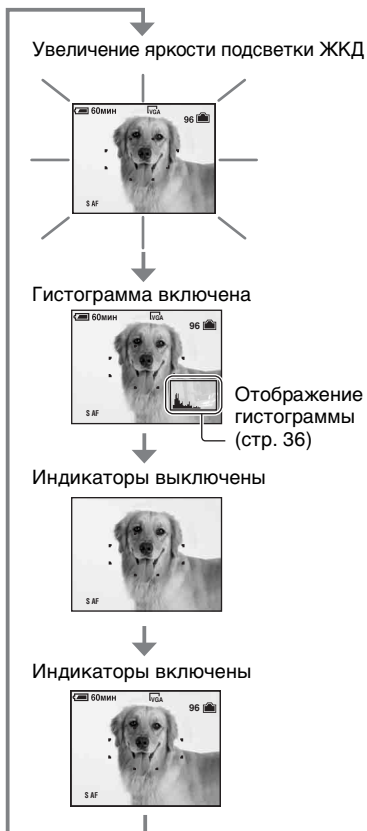 Увеличение яркости подсветки ЖКД
60мин VGA 96
S AF
Гистограмма включена
60мин VGA 96
S AF
Отображение
гистограммы
(стр. 36)
Индикаторы выключены
S AF
Индикаторы включены
60мин VGA 96
S AF